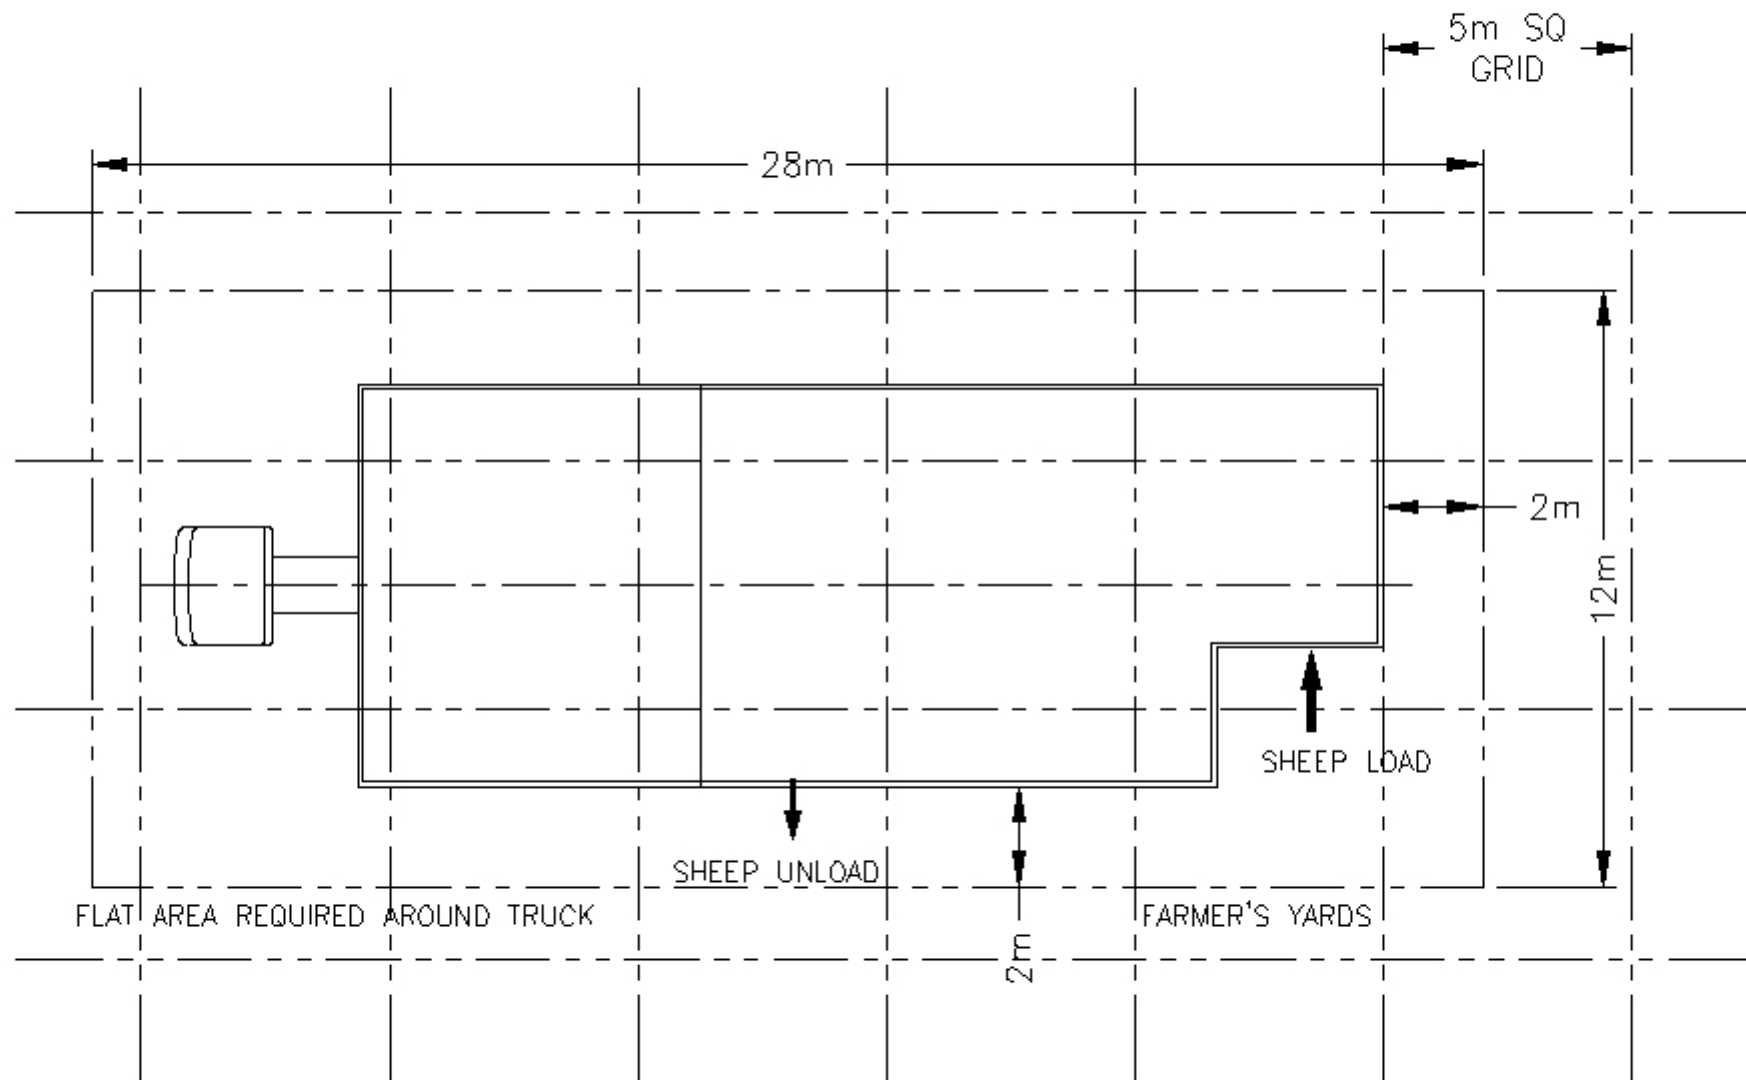 5m SQ
GRID
28m
2m
12m
SHEEP LOAD
SHEEP UNLOAD
FLAT AREA REQUIRED AROUND TRUCK
FARMER'S YARDS
2m